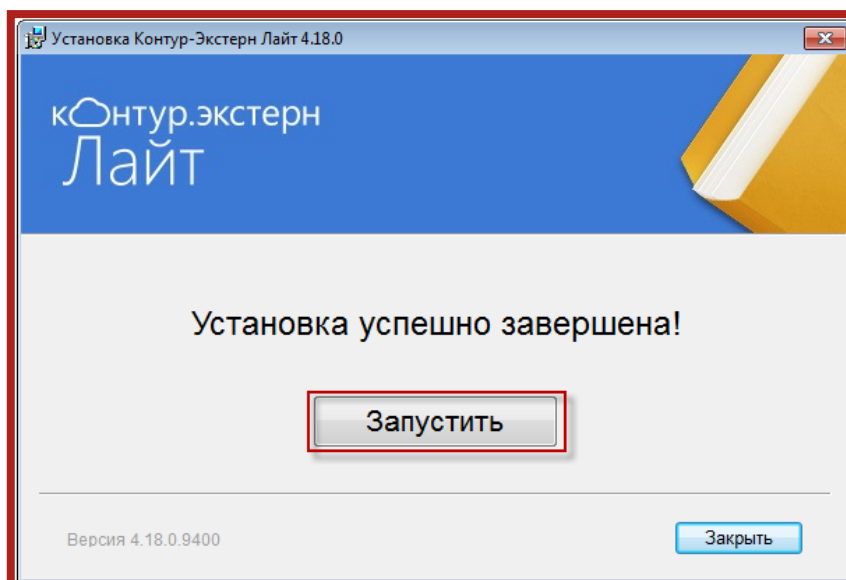 Установка Контур-Экстерн Лайт 4.18.0
контур.экстерн
Лайт
Установка успешно завершена!
Запустить
Версия 4.18.0.9400
Закрыть